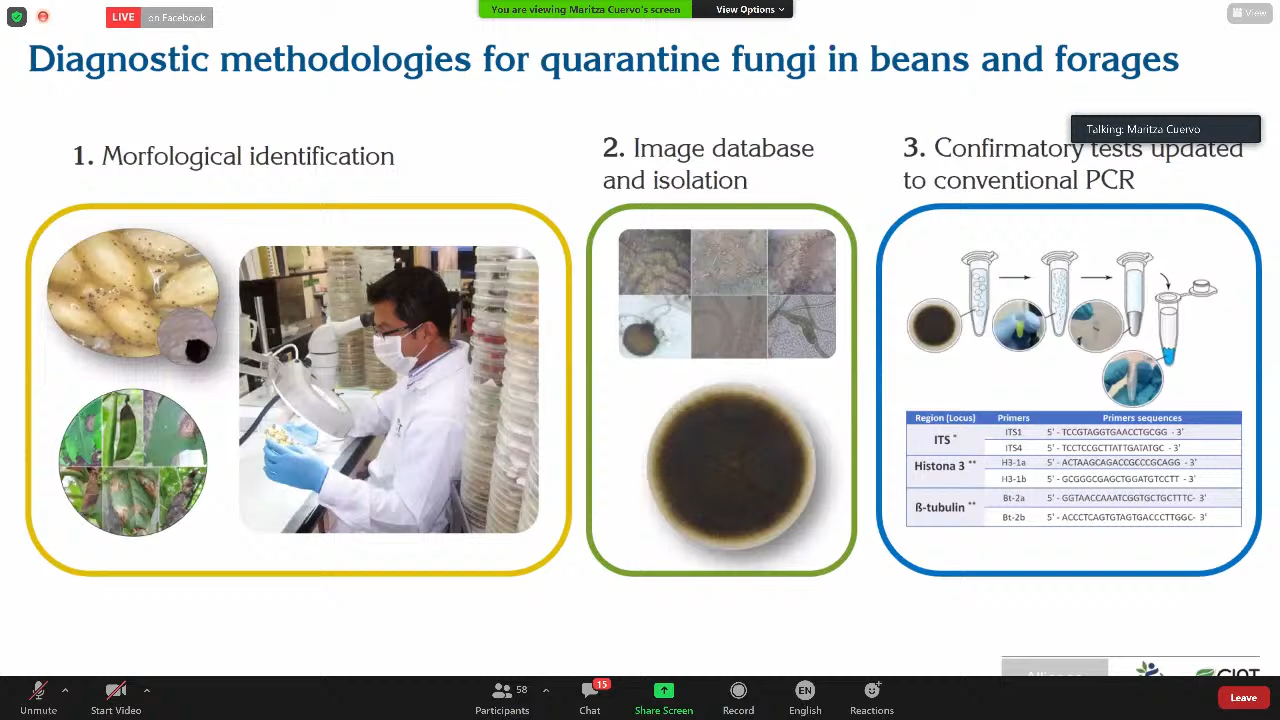 LIVE on Facebook
You are viewing Maritza Cuervo's screen
View Options
View
Diagnostic methodologies for quarantine fungi in beans and forages
Talking: Maritza Cuervo
1. Morfological identification
2. Image database
and isolation
3. Confirmatory tests updated
to conventional PCR
Region (Locus) Primers Primers sequences
ITS * ITS1 5' - TCCGTAGGTGAACCTGCGG - 3'
ITS4 5' - TCCTCCGCTTATTGATATGC - 3'
Histona 3 ** H3-1a 5' - ACTAAGCAGACCGCCCGCAGG - 3'
H3-1b 5' - GCGGGCGAGCTGGATGTCCTT - 3'
ß-tubulin ** Bt-2a 5' - GGTAACCAAATCGGTGCTGCTTTC- 3'
Bt-2b 5' - ACCCTCAGTGTAGTGACCCTTGGC- 3'
Unmute
Start Video
58
Participants
15
Chat
Share Screen
Record
EN
English
Reactions
Leave